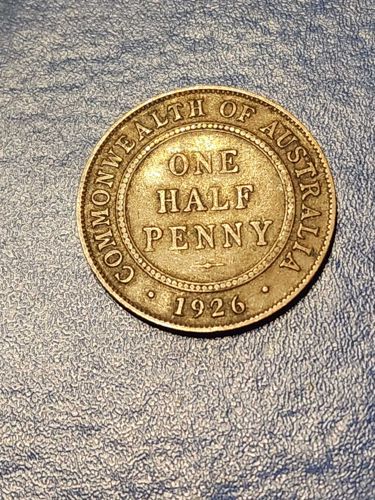 COMMONWEALTH OF AUSTRALIA
ONE
HALF
PENNY
· 1926 ·